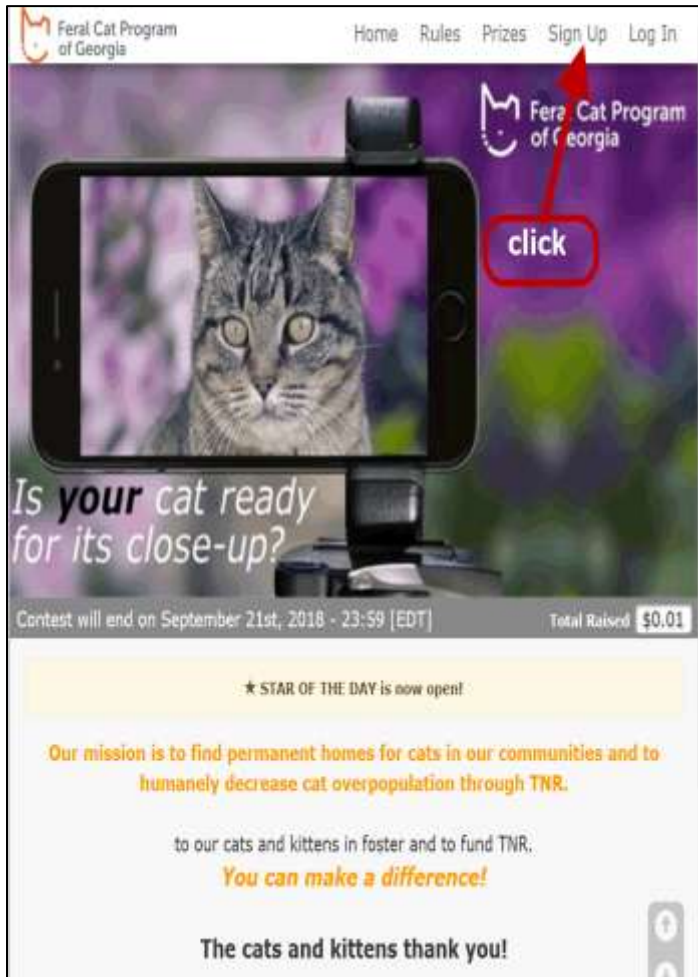 Feral Cat Program
of Georgia
Home Rules Prizes Sign Up Log In
Feral Cat Program
of Georgia
click
Is your cat ready
for its close-up?
Contest will end on September 21st, 2018 - 23:59 [EDT]
Total Raised $0.01
★ STAR OF THE DAY is now open!
Our mission is to find permanent homes for cats in our communities and to
humanely decrease cat overpopulation through TNR.
to our cats and kittens in foster and to fund TNR.
You can make a difference!
The cats and kittens thank you!